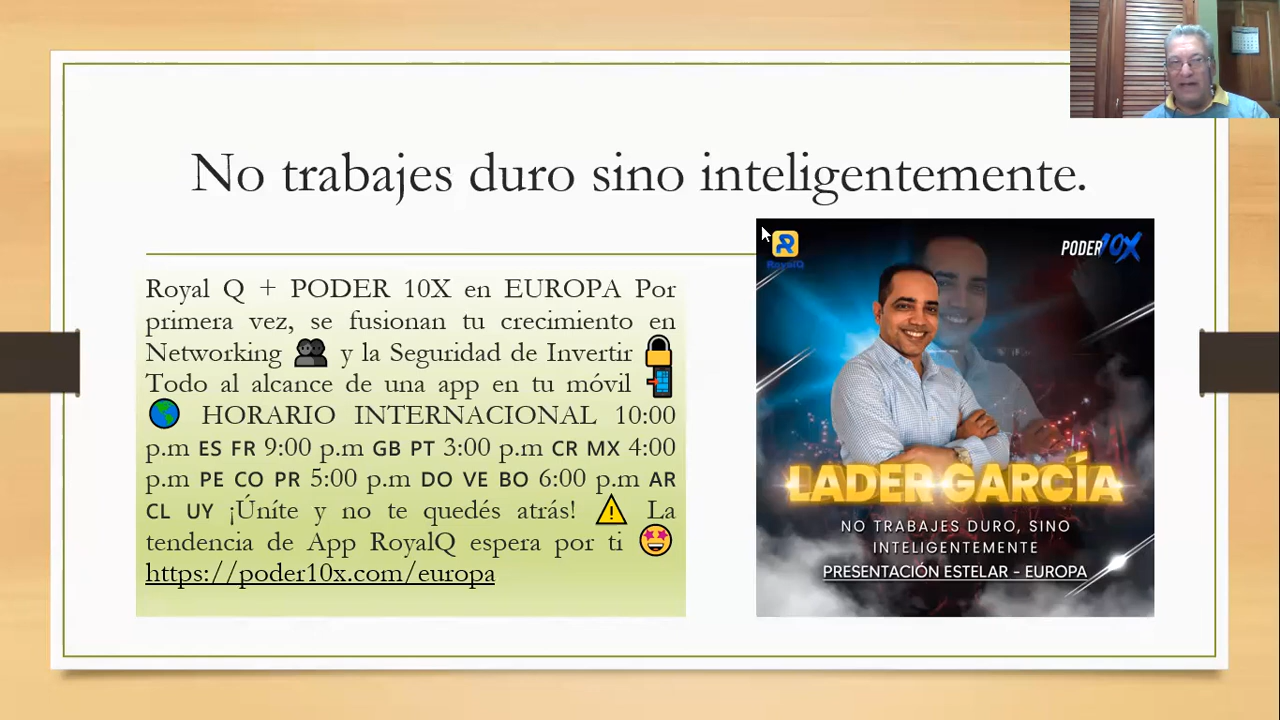 No trabajes duro sino inteligentemente.
Royal Q + PODER 10X en EUROPA Por
primera vez, se fusionan tu crecimiento en
Networking 👥 y la Seguridad de Invertir 🔒
Todo al alcance de una app en tu móvil 📲
🌎 HORARIO INTERNACIONAL 10:00
p.m ES FR 9:00 p.m GB PT 3:00 p.m CR MX 4:00
p.m PE CO PR 5:00 p.m DO VE BO 6:00 p.m AR
CL UY ¡Úníte y no te quedés atrás! ⚠️ La
tendencia de App RoyalQ espera por ti 🤩
https://poder10x.com/europa
RoyalQ
PODER 10X
LADER GARCÍA
NO TRABAJES DURO, SINO
INTELIGENTEMENTE
PRESENTACIÓN ESTELAR - EUROPA